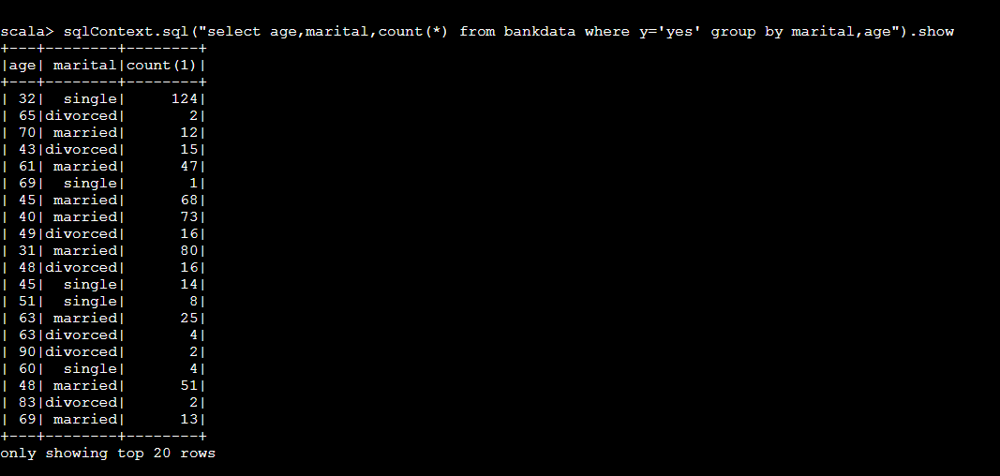 scala> sqlContext.sql("select age,marital,count(*) from bankdata where y='yes' group by marital,age").show
+---+--------+--------+
|age| marital|count(1)|
+---+--------+--------+
| 32|  single|     124|
| 65|divorced|       2|
| 70| married|      12|
| 43|divorced|      15|
| 61| married|      47|
| 69|  single|       1|
| 45| married|      68|
| 40| married|      73|
| 49|divorced|      16|
| 31| married|      80|
| 48|divorced|      16|
| 45|  single|      14|
| 51|  single|       8|
| 63| married|      25|
| 63|divorced|       4|
| 90|divorced|       2|
| 60|  single|       4|
| 48| married|      51|
| 83|divorced|       2|
| 69| married|      13|
+---+--------+--------+
only showing top 20 rows